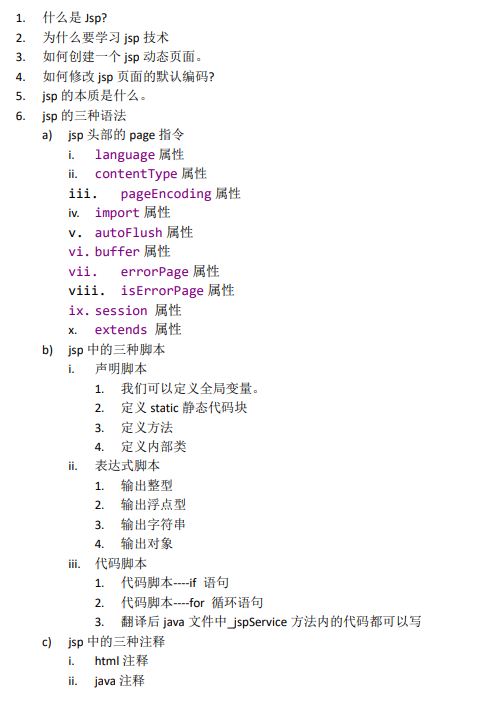 1. 什么是 Jsp?
2. 为什么要学习 jsp 技术
3. 如何创建一个 jsp 动态页面。
4. 如何修改 jsp 页面的默认编码?
5. jsp 的本质是什么。
6. jsp 的三种语法
a) jsp 头部的 page 指令
i. language 属性
ii. contentType 属性
iii. pageEncoding 属性
iv. import 属性
v. autoFlush 属性
vi. buffer 属性
vii. errorPage 属性
viii. isErrorPage 属性
ix. session 属性
x. extends 属性
b) jsp 中的三种脚本
i. 声明脚本
1. 我们可以定义全局变量。
2. 定义 static 静态代码块
3. 定义方法
4. 定义内部类
ii. 表达式脚本
1. 输出整型
2. 输出浮点型
3. 输出字符串
4. 输出对象
iii. 代码脚本
1. 代码脚本----if 语句
2. 代码脚本----for 循环语句
3. 翻译后 java 文件中_jspService 方法内的代码都可以写
c) jsp 中的三种注释
i. html 注释
ii. java 注释